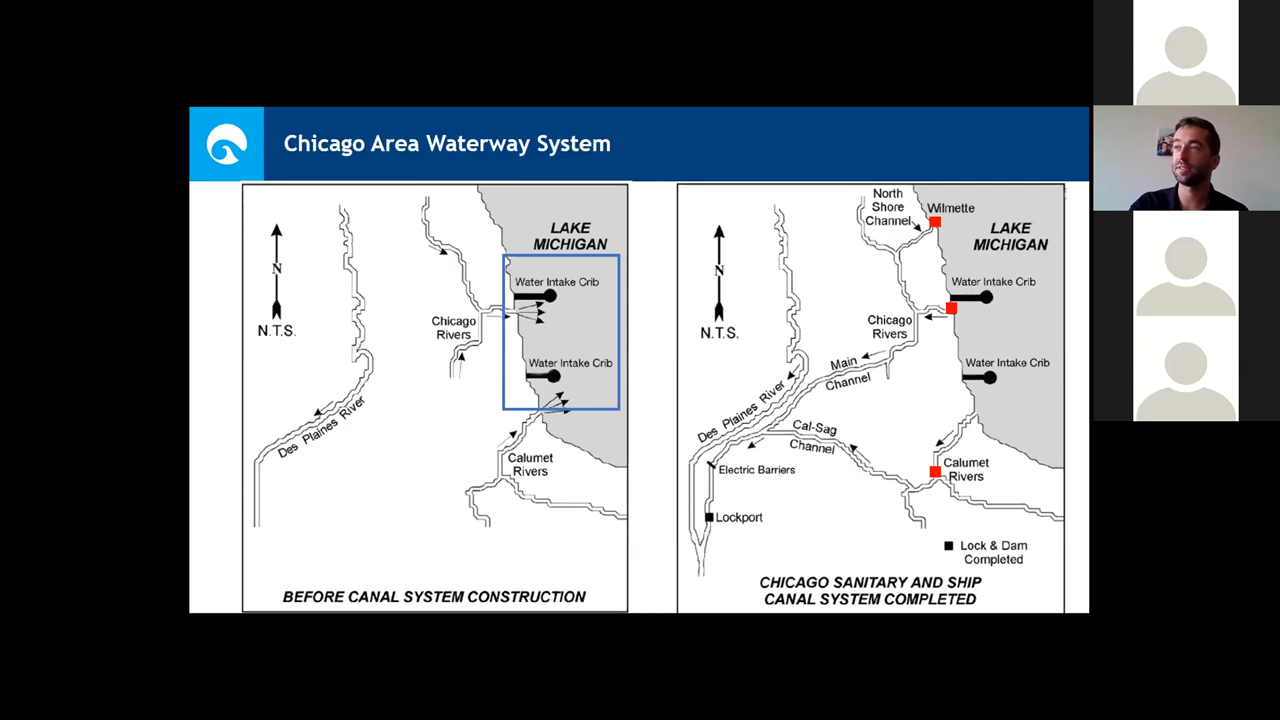 Chicago Area Waterway System
LAKE
MICHIGAN
N
N.T.S.
Water Intake Crib
Chicago
Rivers
Water Intake Crib
Des Plaines River
Calumet
Rivers
BEFORE CANAL SYSTEM CONSTRUCTION
North
Shore
Channel
Wilmette
LAKE
MICHIGAN
N
N.T.S.
Water Intake Crib
Chicago
Rivers
Main
Channel
Water Intake Crib
Des Plaines River
Cal-Sag
Channel
Electric Barriers
Calumet
Rivers
Lockport
Lock & Dam
Completed
CHICAGO SANITARY AND SHIP
CANAL SYSTEM COMPLETED